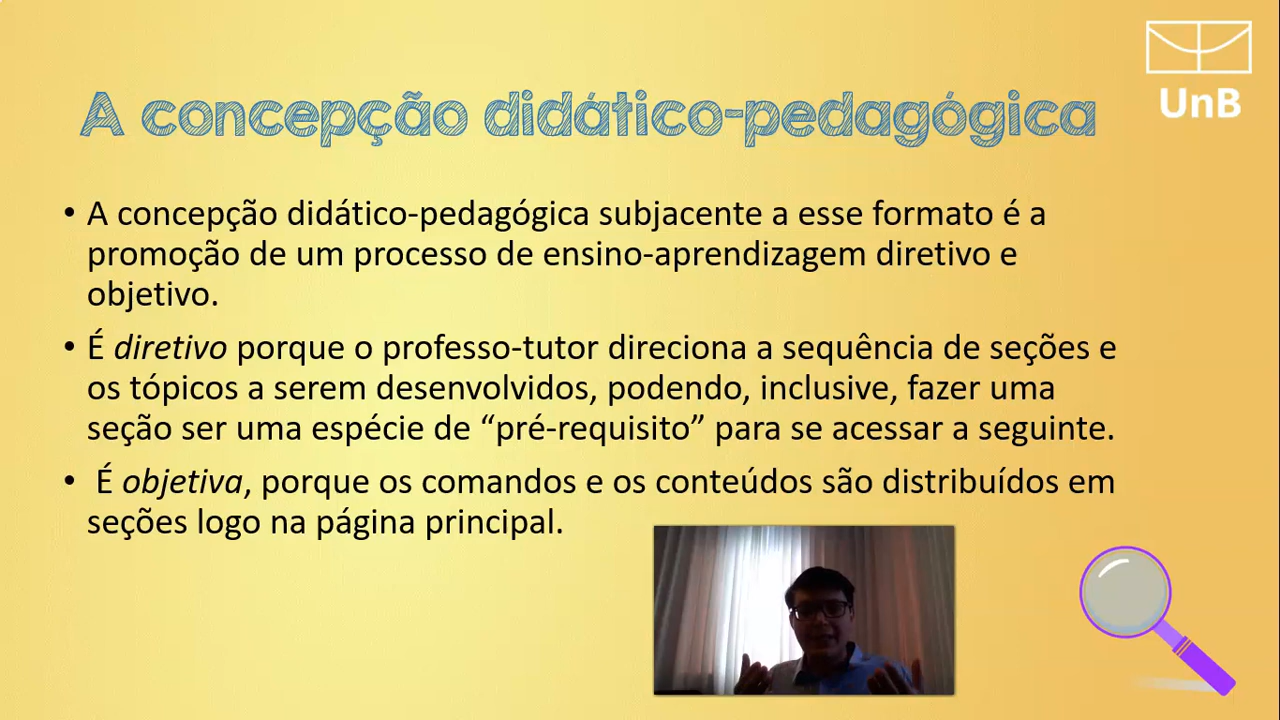 UnB
A concepção didático-pedagógica
• A concepção didático-pedagógica subjacente a esse formato é a
promoção de um processo de ensino-aprendizagem diretivo e
objetivo.
• É diretivo porque o professo-tutor direciona a sequência de seções e
os tópicos a serem desenvolvidos, podendo, inclusive, fazer uma
seção ser uma espécie de “pré-requisito” para se acessar a seguinte.
• É objetiva, porque os comandos e os conteúdos são distribuídos em
seções logo na página principal.